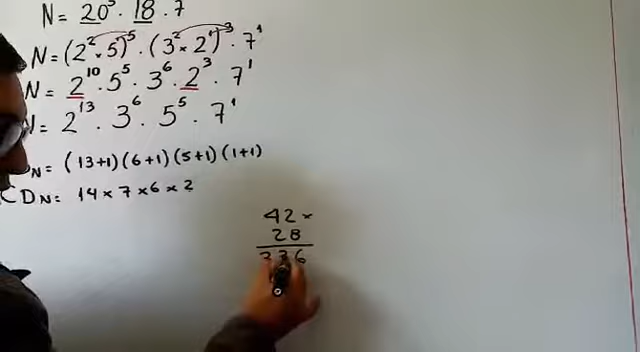 N = 20⁵ · 18³ · 7
N = (2² × 5)⁵ · (3² × 2¹)³ · 7¹
N = 2¹⁰ · 5⁵ · 3⁶ · 2³ · 7¹
N = 2¹³ · 3⁶ · 5⁵ · 7¹
N = (13+1)(6+1)(5+1)(1+1)
CDN = 14 × 7 × 6 × 2
42 ×
28
336